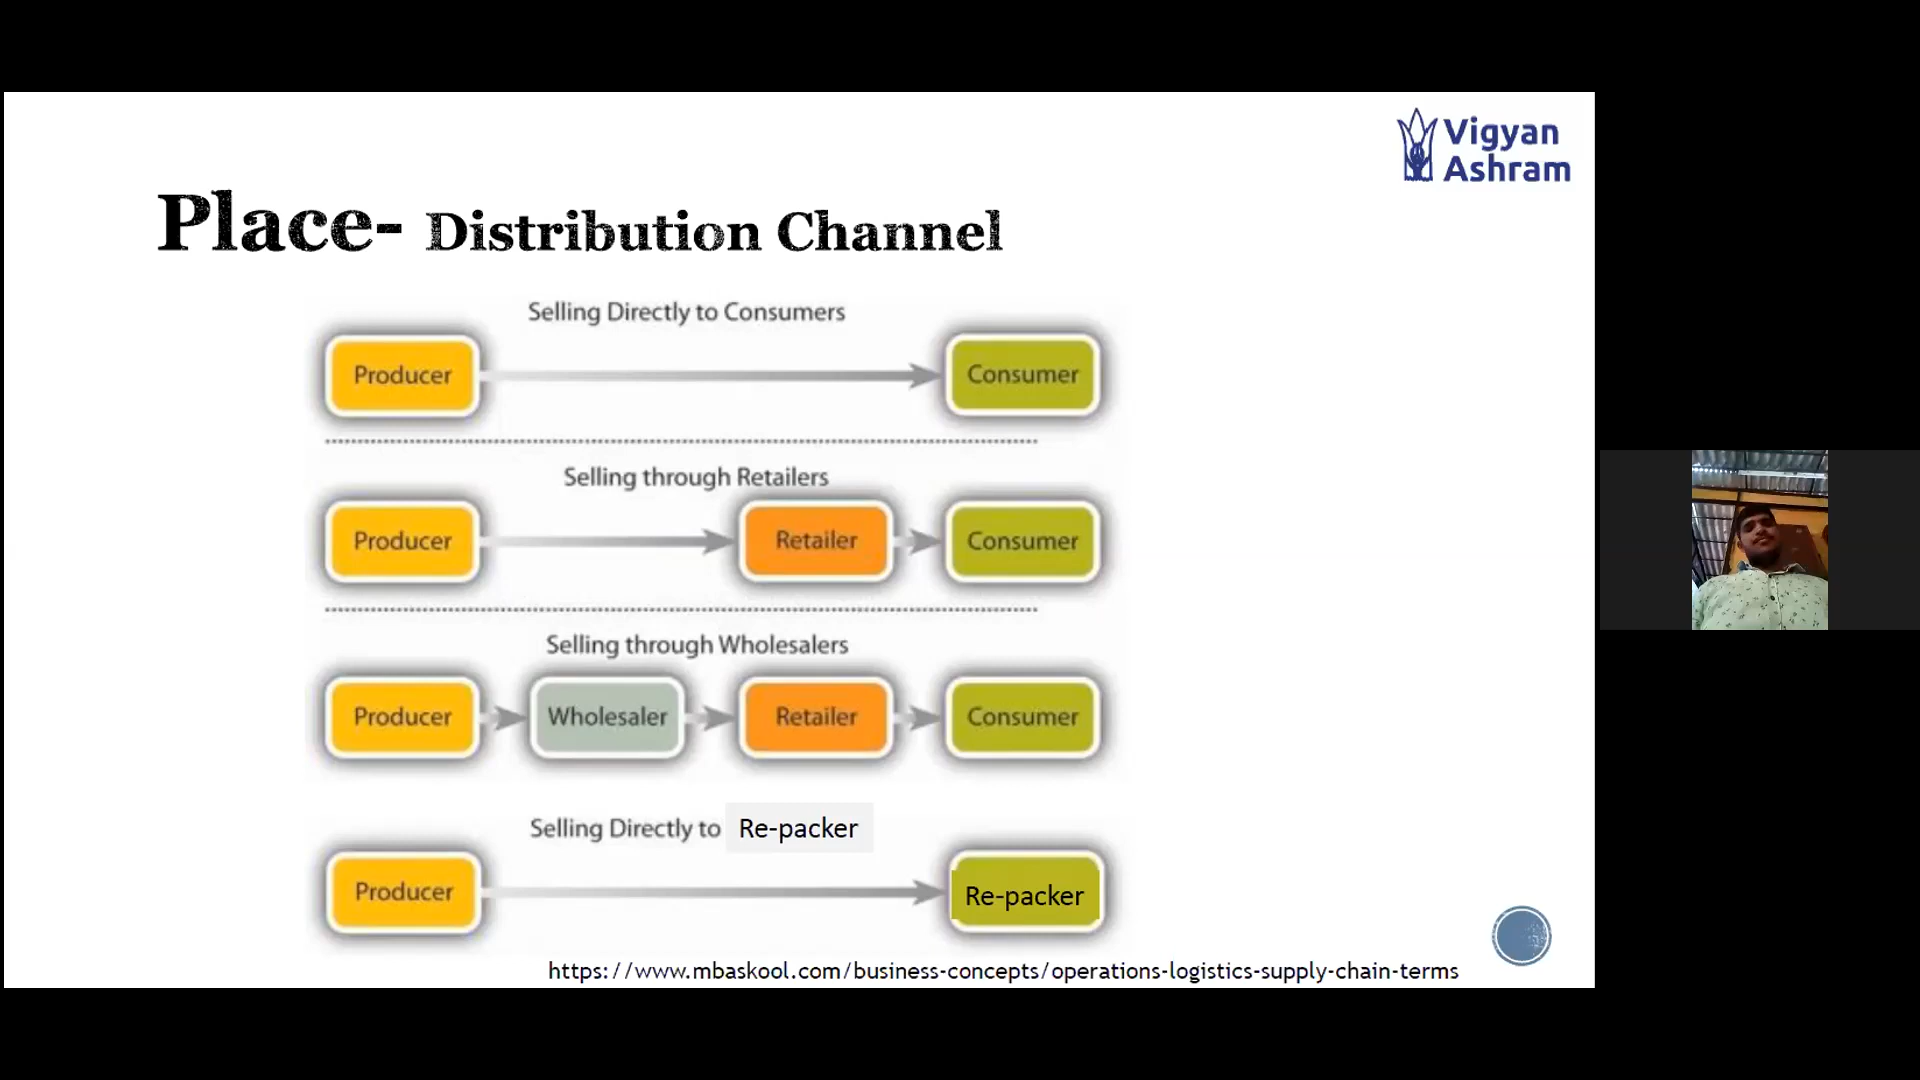 Vigyan
Ashram
Place- Distribution Channel
Selling Directly to Consumers
Producer Consumer
Selling through Retailers
Producer Retailer Consumer
Selling through Wholesalers
Producer Wholesaler Retailer Consumer
Selling Directly to Re-packer
Producer Re-packer
https://www.mbaskool.com/business-concepts/operations-logistics-supply-chain-terms